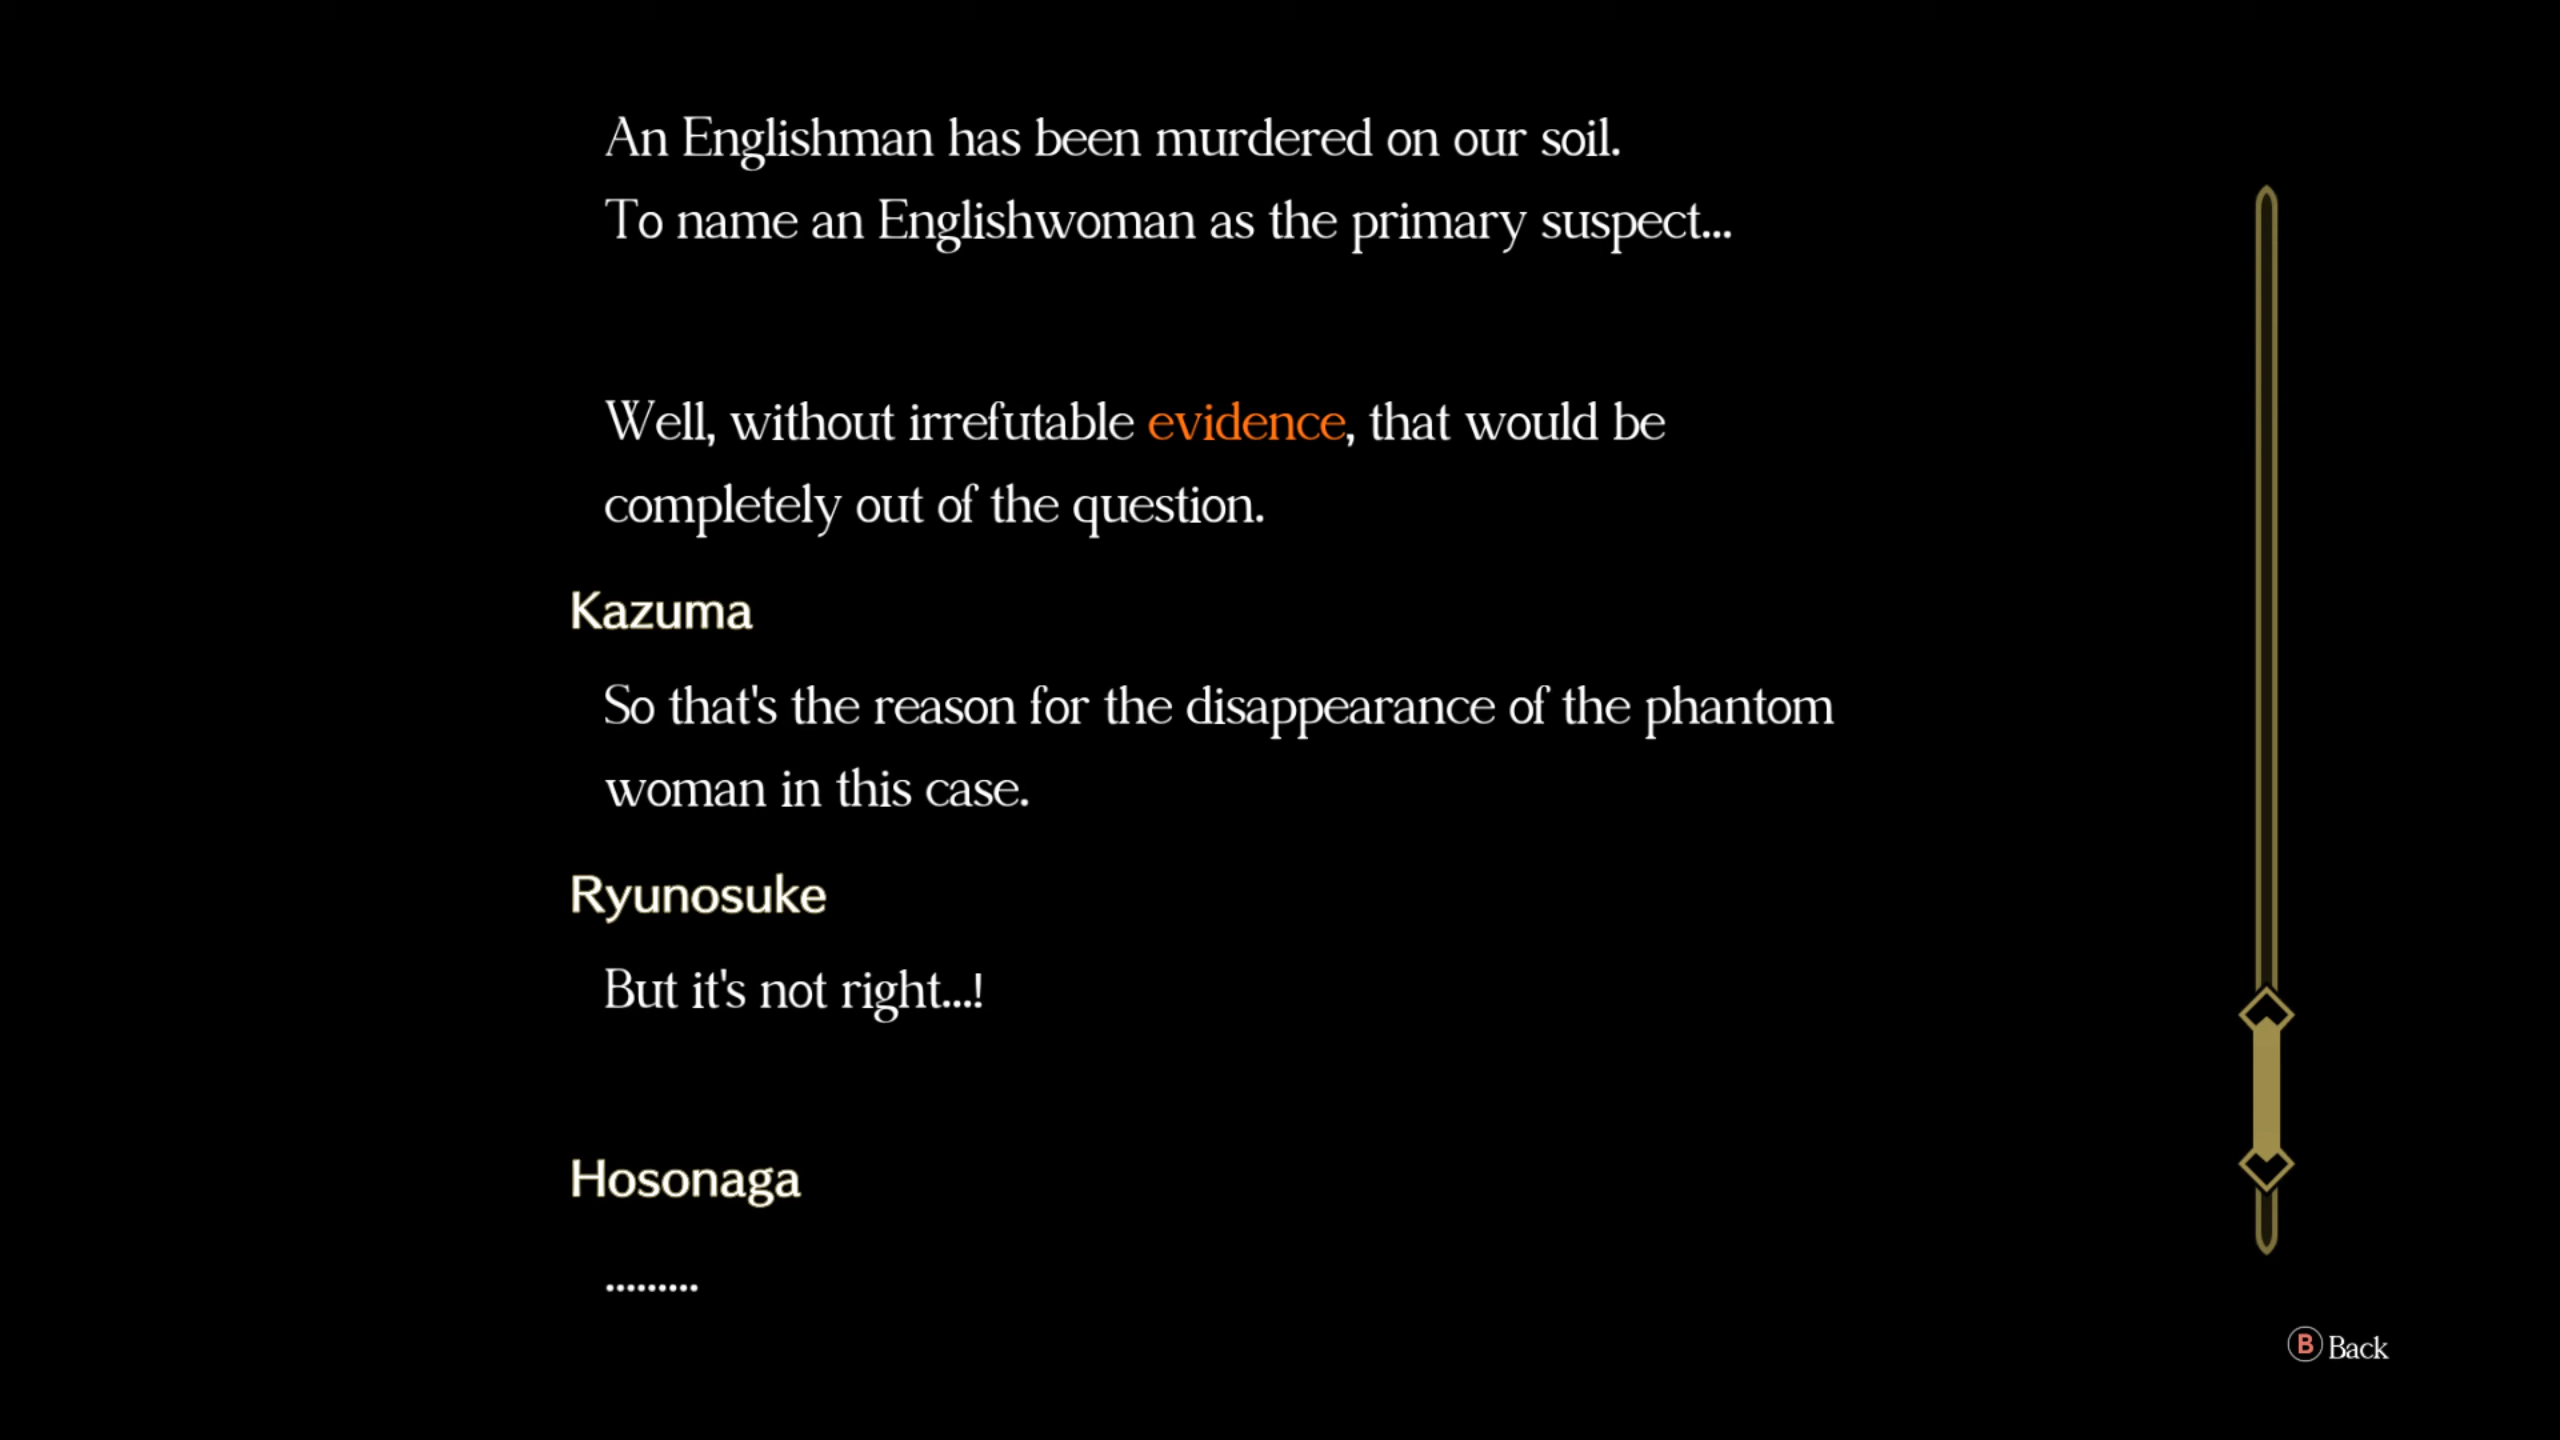 An Englishman has been murdered on our soil.
To name an Englishwoman as the primary suspect...
Well, without irrefutable evidence, that would be
completely out of the question.
Kazuma
So that's the reason for the disappearance of the phantom
woman in this case.
Ryunosuke
But it's not right...!
Hosonaga
.........
B Back